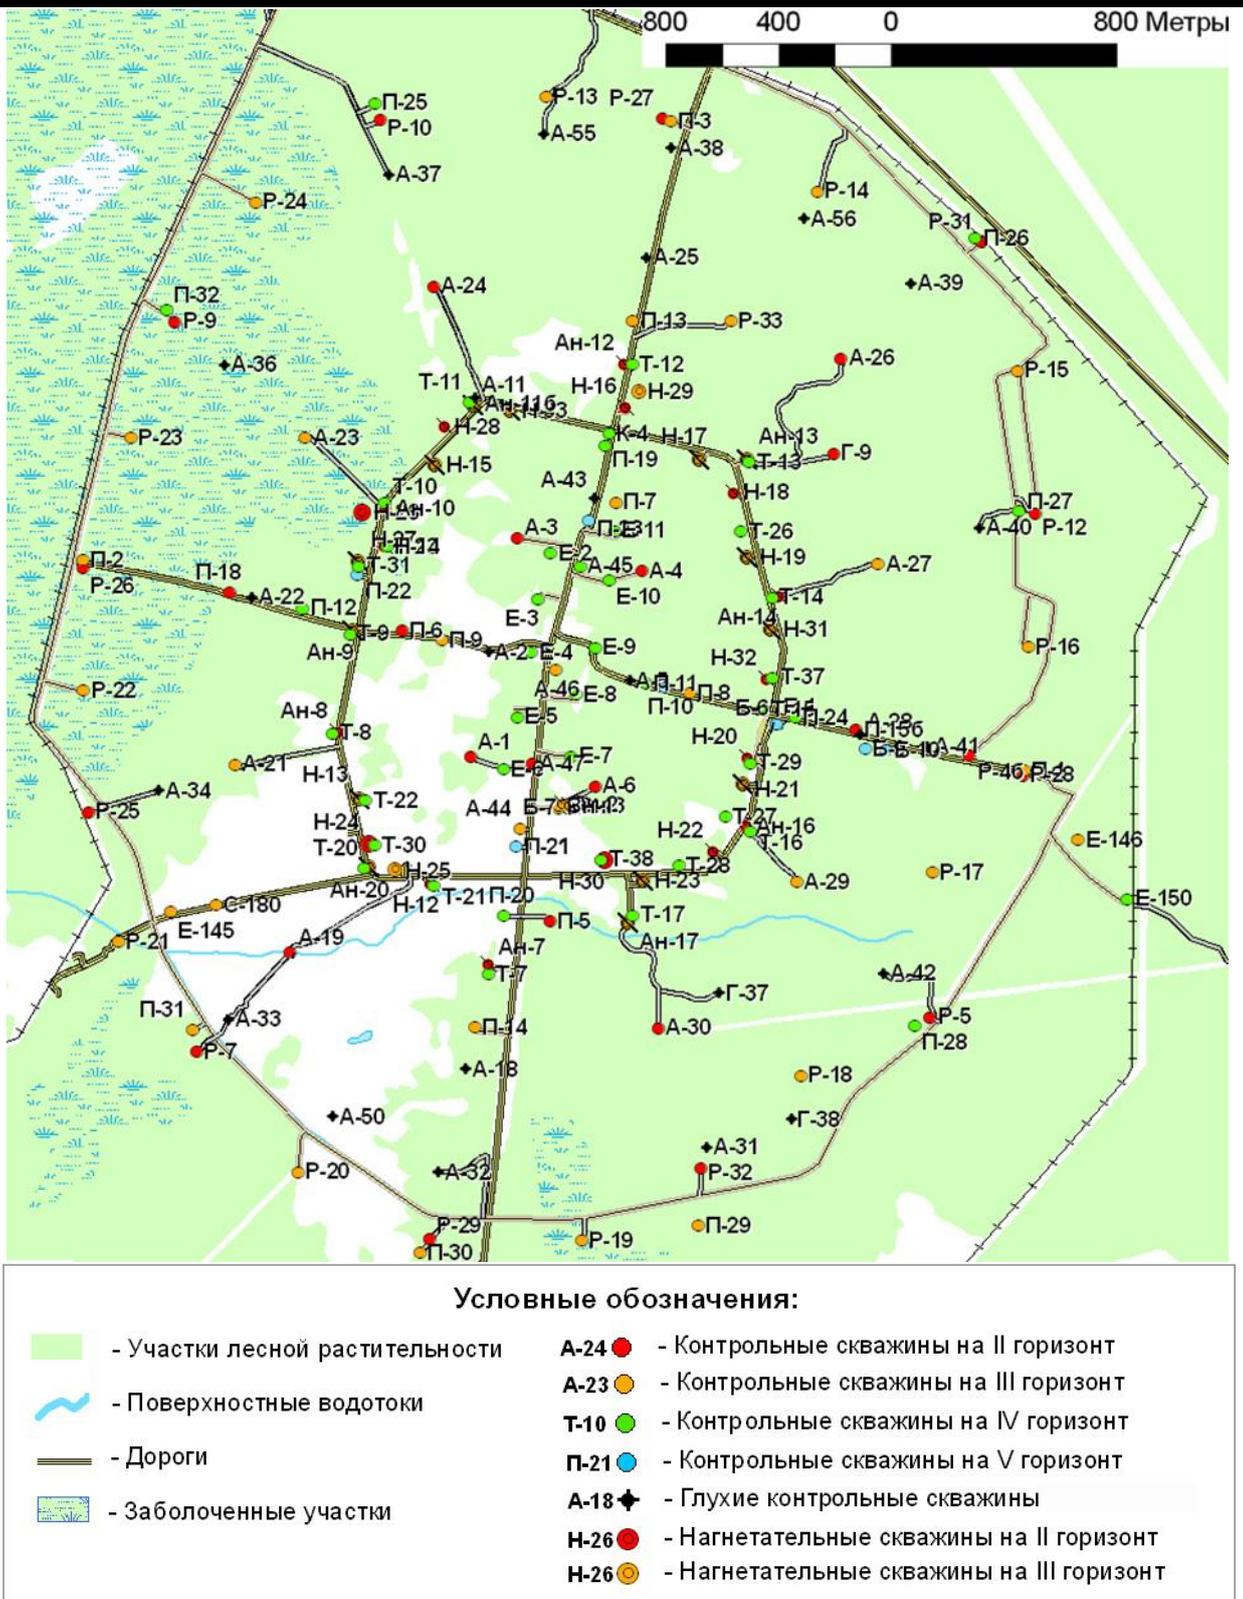 800 400 0 800 Метры
П-25
Р-13 Р-27
П-3
Р-10
А-55
А-38
А-37
Р-14
Р-24
А-56
Р-31
П-26
А-25
А-39
А-24
П-32
Р-9
П-13
Р-33
Ан-12
А-26
А-36
Т-12
Р-15
Т-11
А-11
Н-16
Н-29
Н-28
К-4
Н-17
Ан-13
Р-23
А-23
Г-9
П-19
Т-13
Н-15
А-43
Н-18
Т-10
П-7
П-27
Ан-10
А-3
Т-26
А-40
Р-12
П-2
Е-2
Н-19
Т-31
А-45
А-4
А-27
Р-26
П-18
П-22
А-22
Е-10
Т-14
П-12
Е-3
Ан-14
Т-9
П-6
Н-31
П-9
А-2
Е-4
Е-9
Р-16
Ан-9
Н-32
Т-37
Р-22
А-46
Е-8
П-11
П-8
П-10
Ан-8
Е-5
П-24
А-28
Т-8
П-15б
Н-20
А-1
А-41
А-21
Е-7
Т-29
Н-13
А-47
Р-28
А-34
А-6
Н-21
Р-25
Т-22
А-44
Т-27
Н-24
Н-22
Ан-16
Т-20
Т-30
П-21
Т-16
Е-146
Т-38
Т-28
Н-25
Н-30
Н-23
А-29
Р-17
Ан-20
Н-12
Т-21
П-20
Е-150
С-180
Е-145
П-5
Т-17
А-19
Р-21
Ан-7
Ан-17
Т-7
А-42
Г-37
П-31
А-33
П-14
А-30
Р-5
Р-7
П-28
А-18
Р-18
А-50
Г-38
А-31
Р-20
А-32
Р-32
Р-29
П-29
П-30
Р-19
Условные обозначения:
- Участки лесной растительности
- Поверхностные водотоки
- Дороги
- Заболоченные участки
А-24 - Контрольные скважины на II горизонт
А-23 - Контрольные скважины на III горизонт
Т-10 - Контрольные скважины на IV горизонт
П-21 - Контрольные скважины на V горизонт
А-18 - Глухие контрольные скважины
Н-26 - Нагнетательные скважины на II горизонт
Н-26 - Нагнетательные скважины на III горизонт